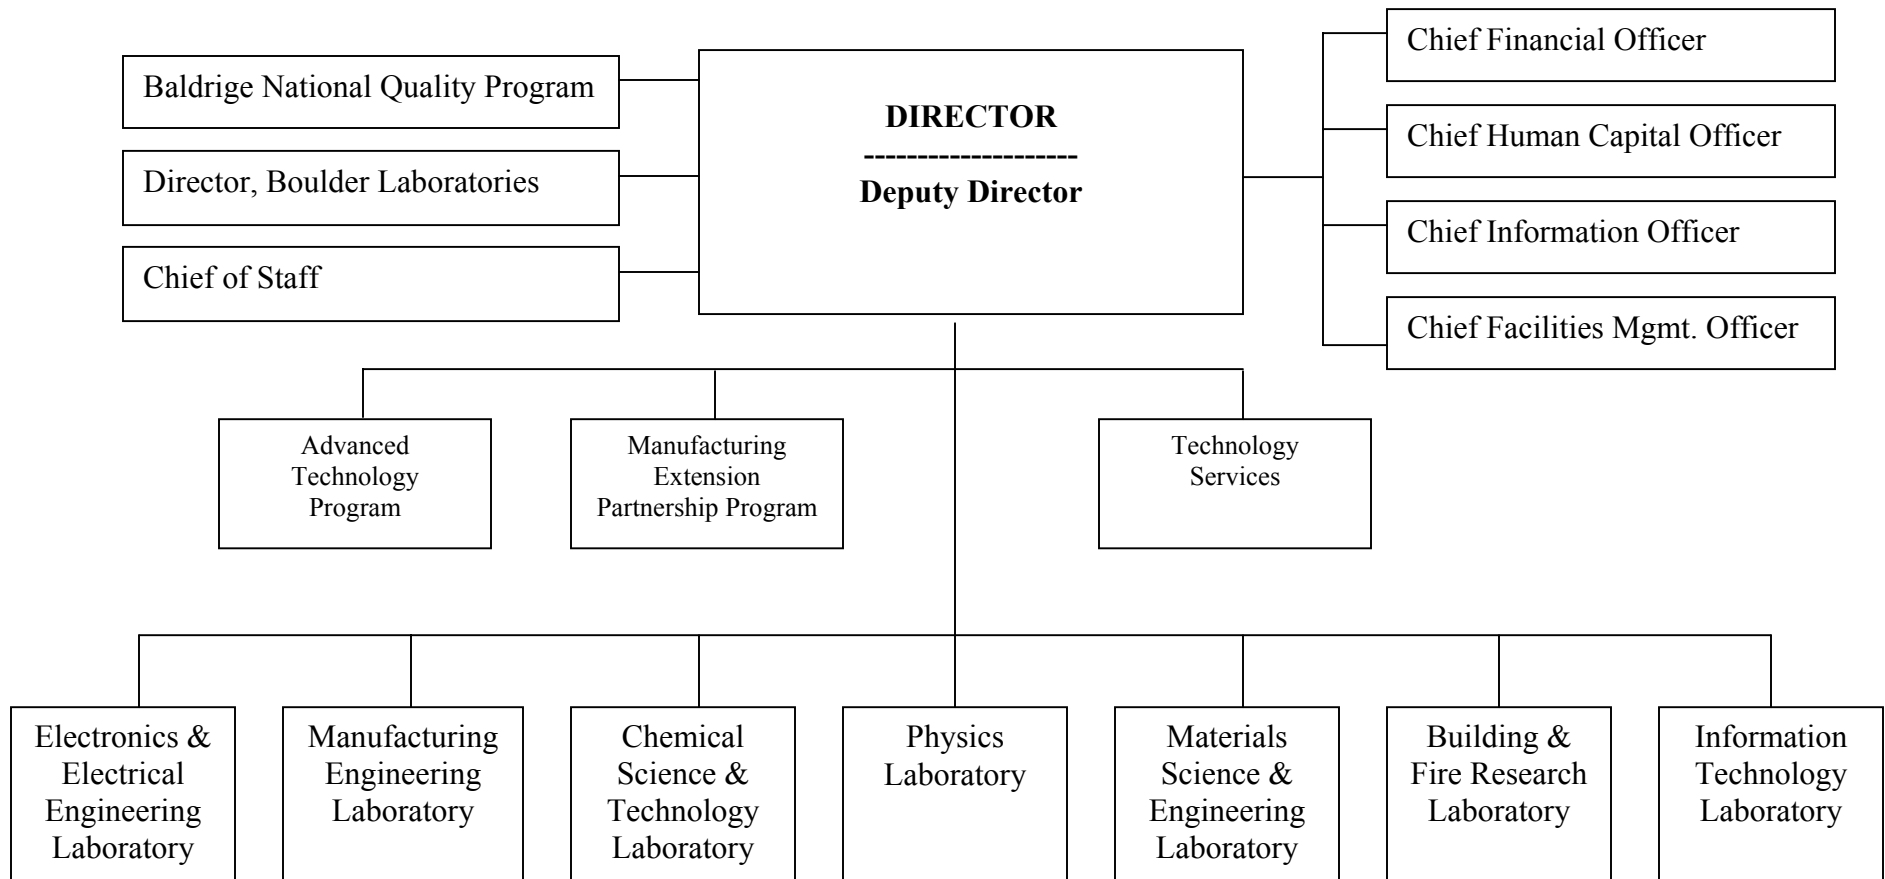 Baldrige National Quality Program
Director, Boulder Laboratories
Chief of Staff
DIRECTOR
--------------------
Deputy Director
Chief Financial Officer
Chief Human Capital Officer
Chief Information Officer
Chief Facilities Mgmt. Officer
Advanced
Technology
Program
Manufacturing
Extension
Partnership Program
Technology
Services
Electronics &
Electrical
Engineering
Laboratory
Manufacturing
Engineering
Laboratory
Chemical
Science &
Technology
Laboratory
Physics
Laboratory
Materials
Science &
Engineering
Laboratory
Building &
Fire Research
Laboratory
Information
Technology
Laboratory